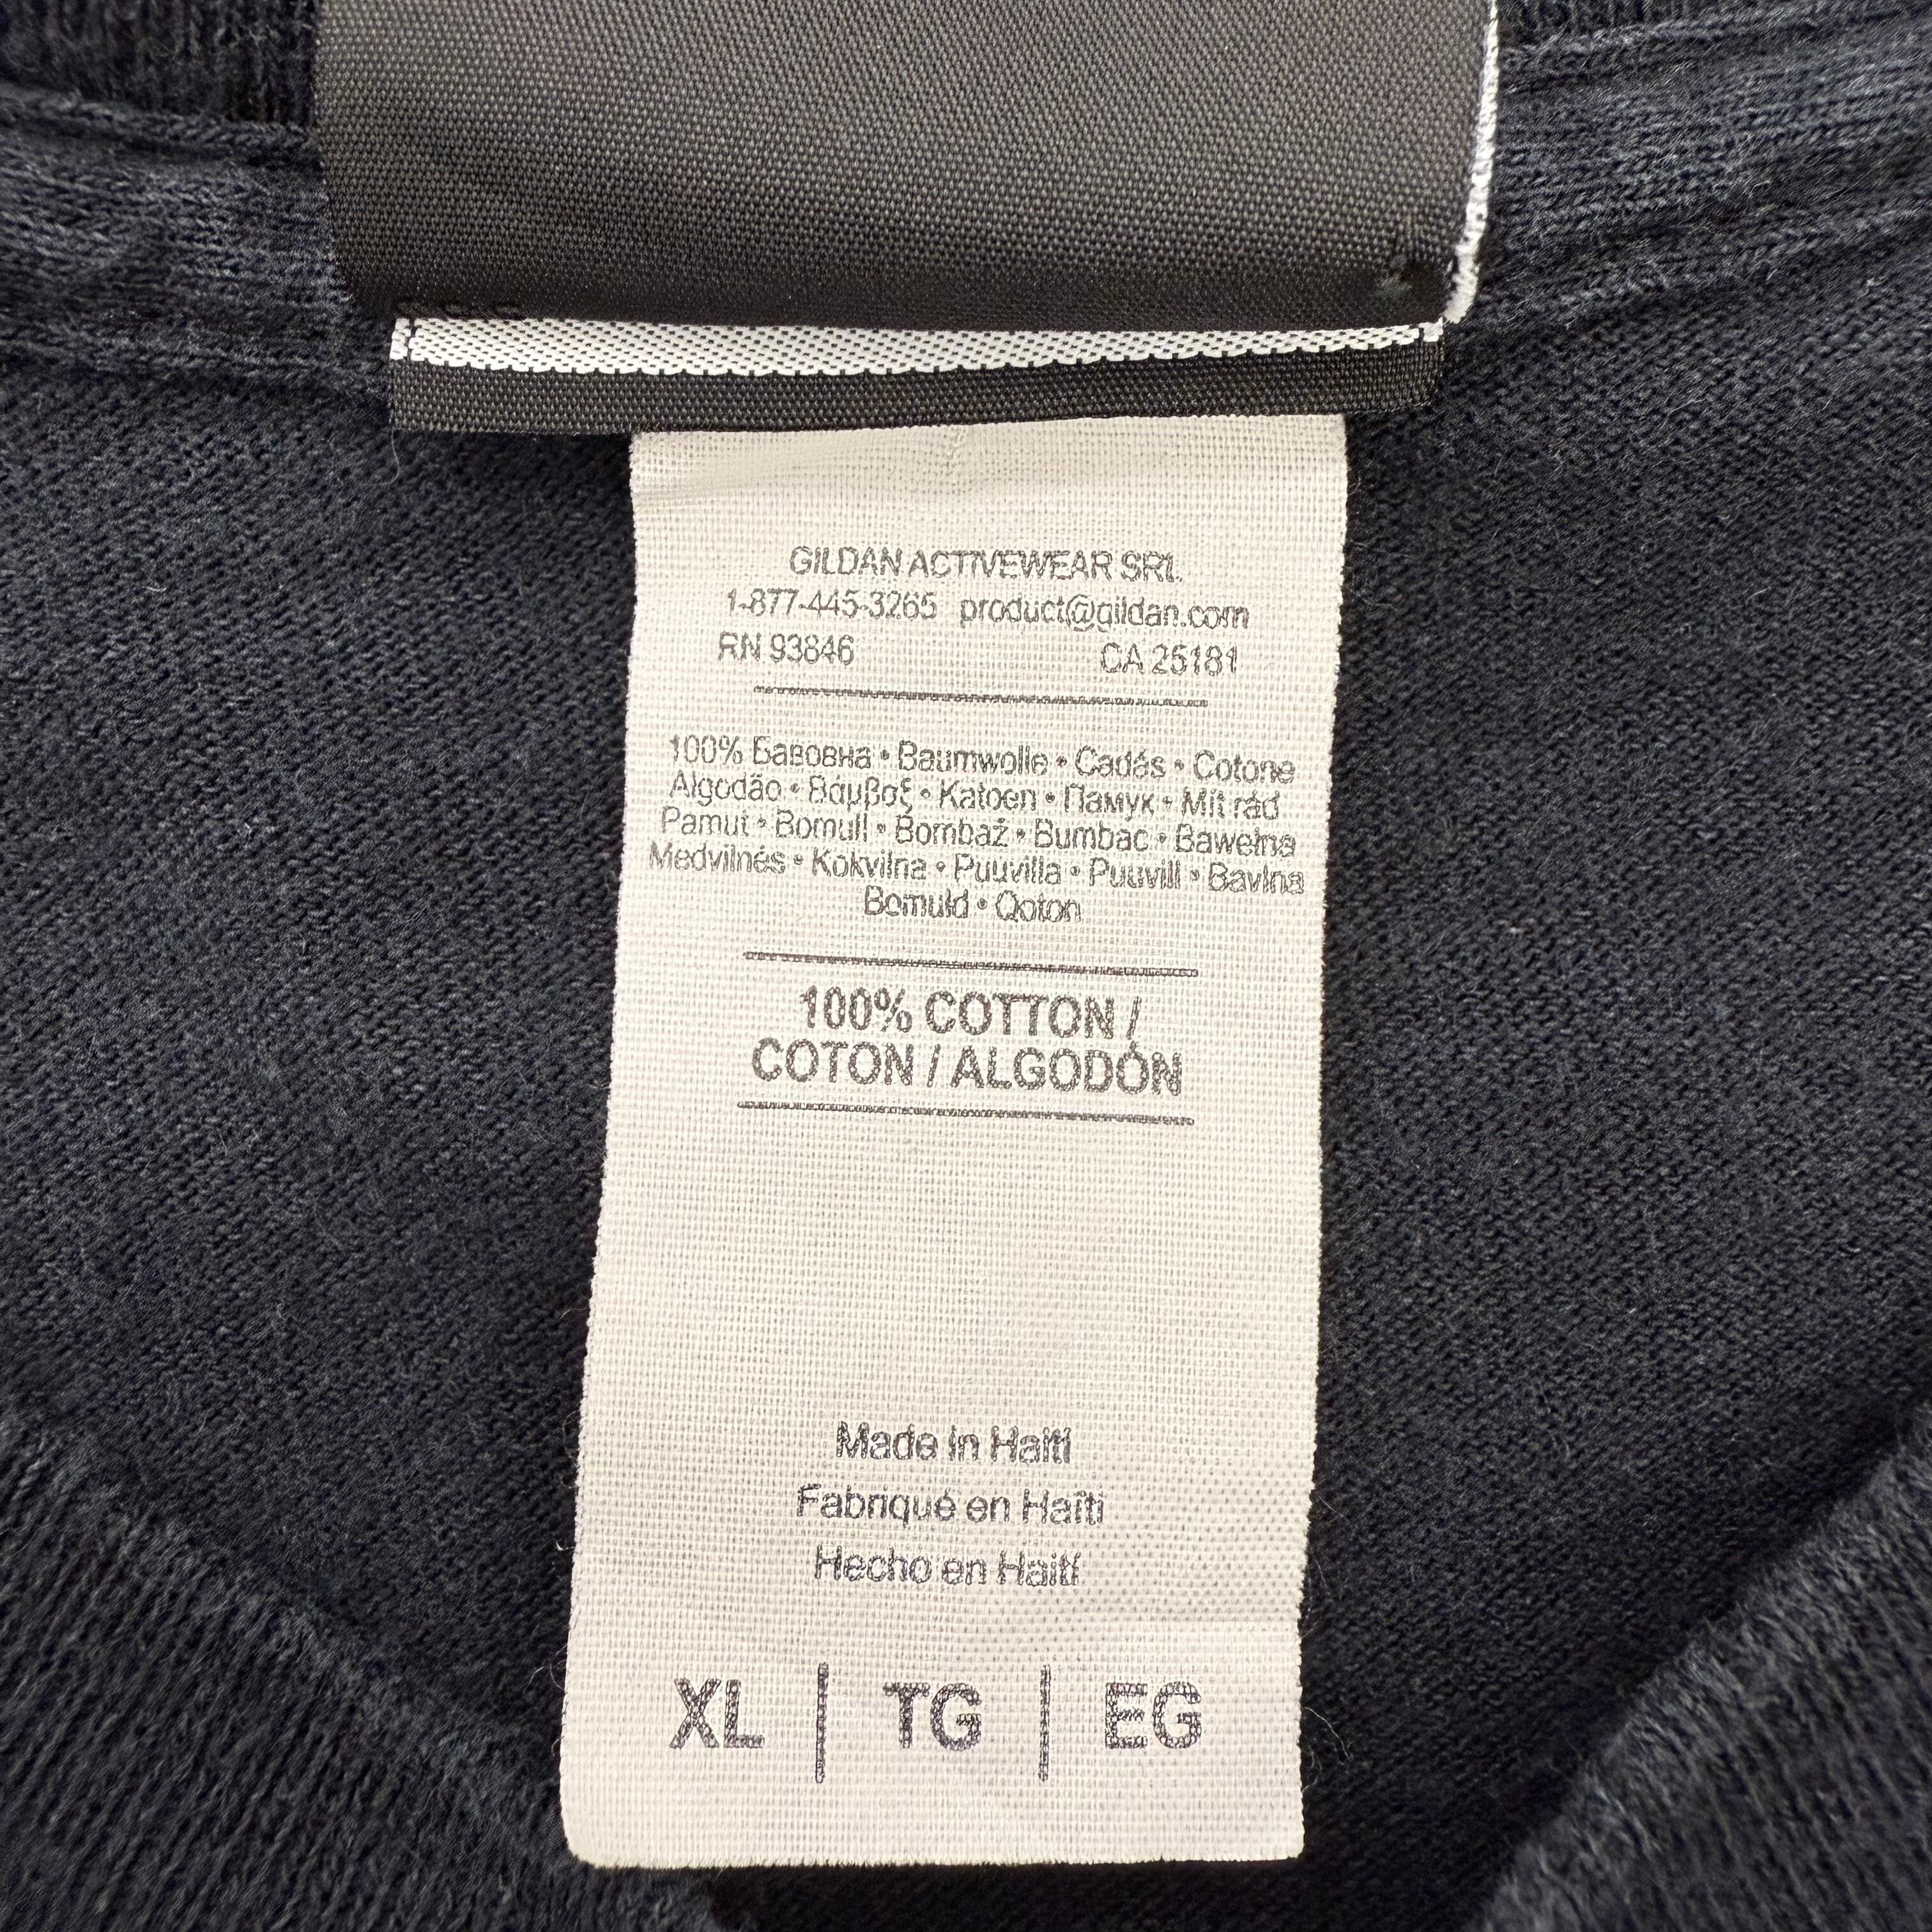 GILDAN ACTIVEWEAR SRL
1-877-445-3265 product@gildan.com
RN 93846 CA 25181
100% Бавовна • Baumwolle • Cadás • Cotone
Algodão • Βάμβαξ • Katoen • Памук • Mit rád
Pamut • Bomull • Bombaž • Bumbac • Bawełna
Medvilnės • Kokvilna • Puuvilla • Puuvill • Bavlna
Bomuld • Qoton
100% COTTON /
COTON / ALGODÓN
Made in Haiti
Fabriqué en Haïti
Hecho en Haití
XL | TG | EG